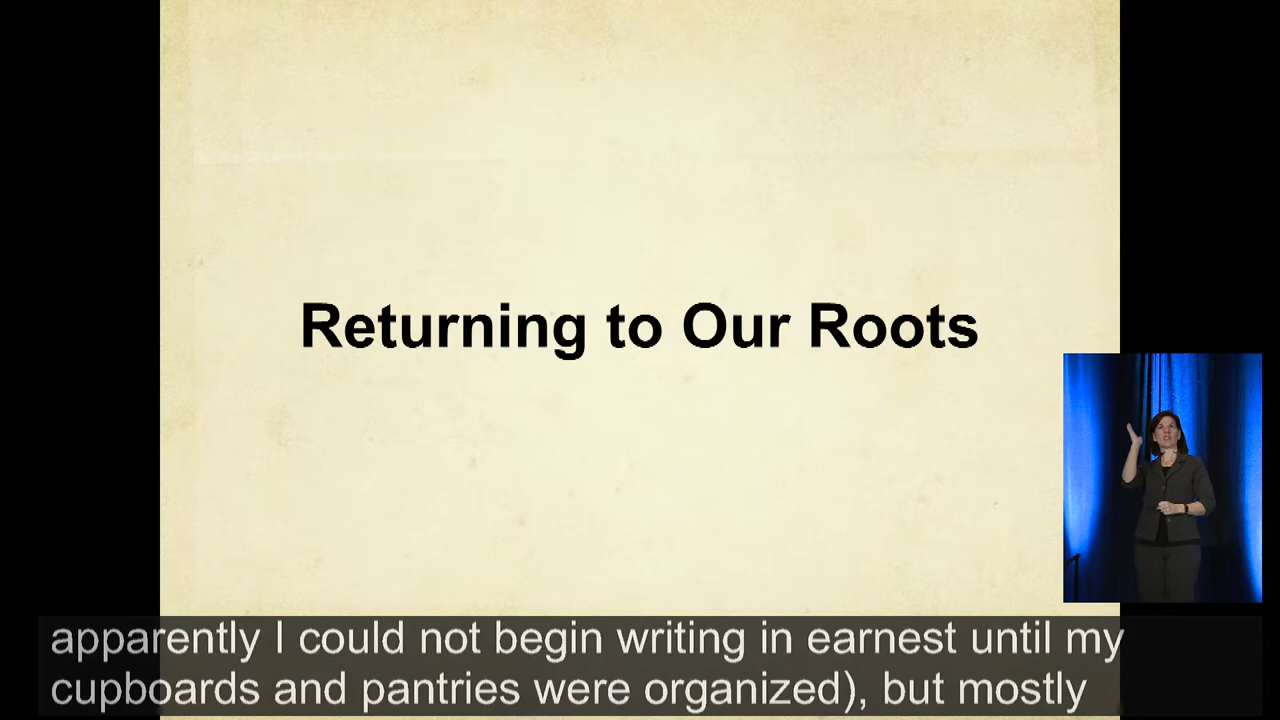 Returning to Our Roots
apparently I could not begin writing in earnest until my
cupboards and pantries were organized), but mostly